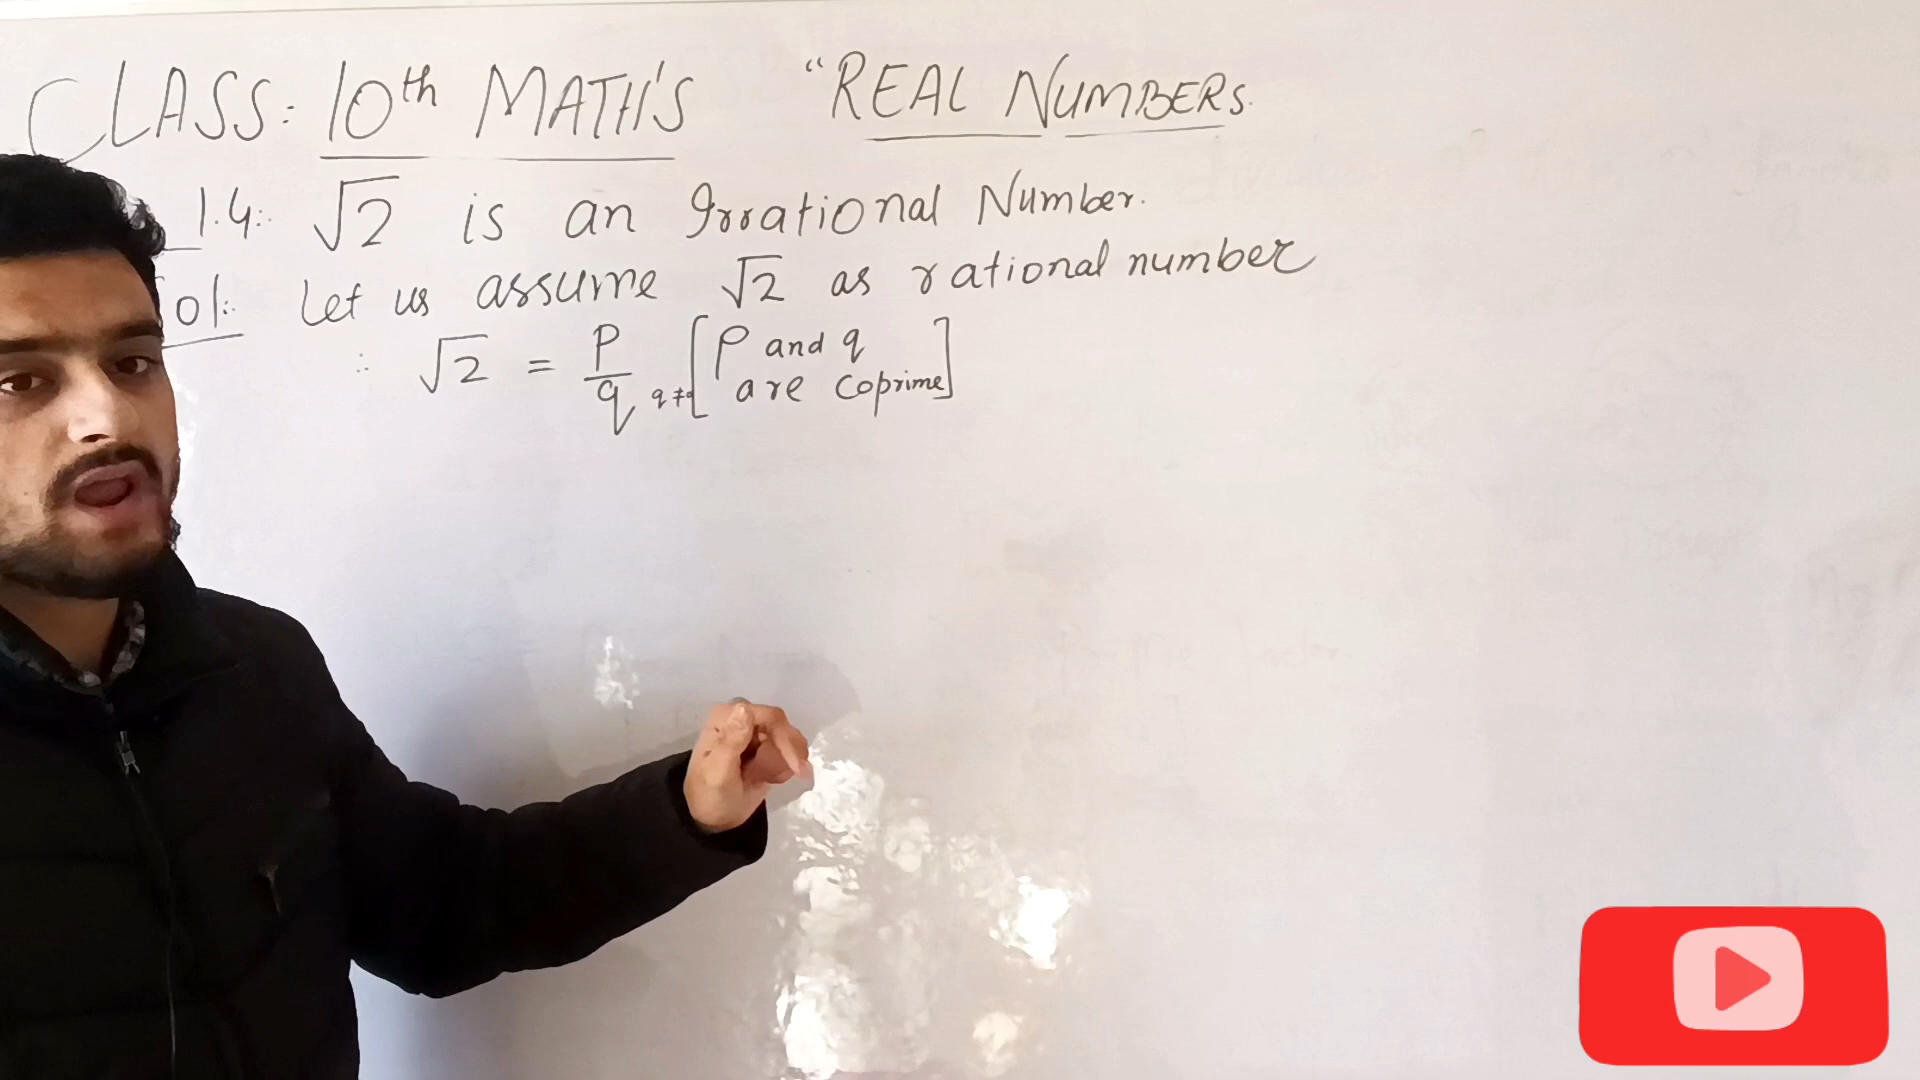 CLASS: 10th MATH'S "REAL NUMBERS.
1.4:. √2 is an Irrational Number.
ol:. Let us assume √2 as rational number
∴ √2 = p/q q≠0 [p and q
are coprime]